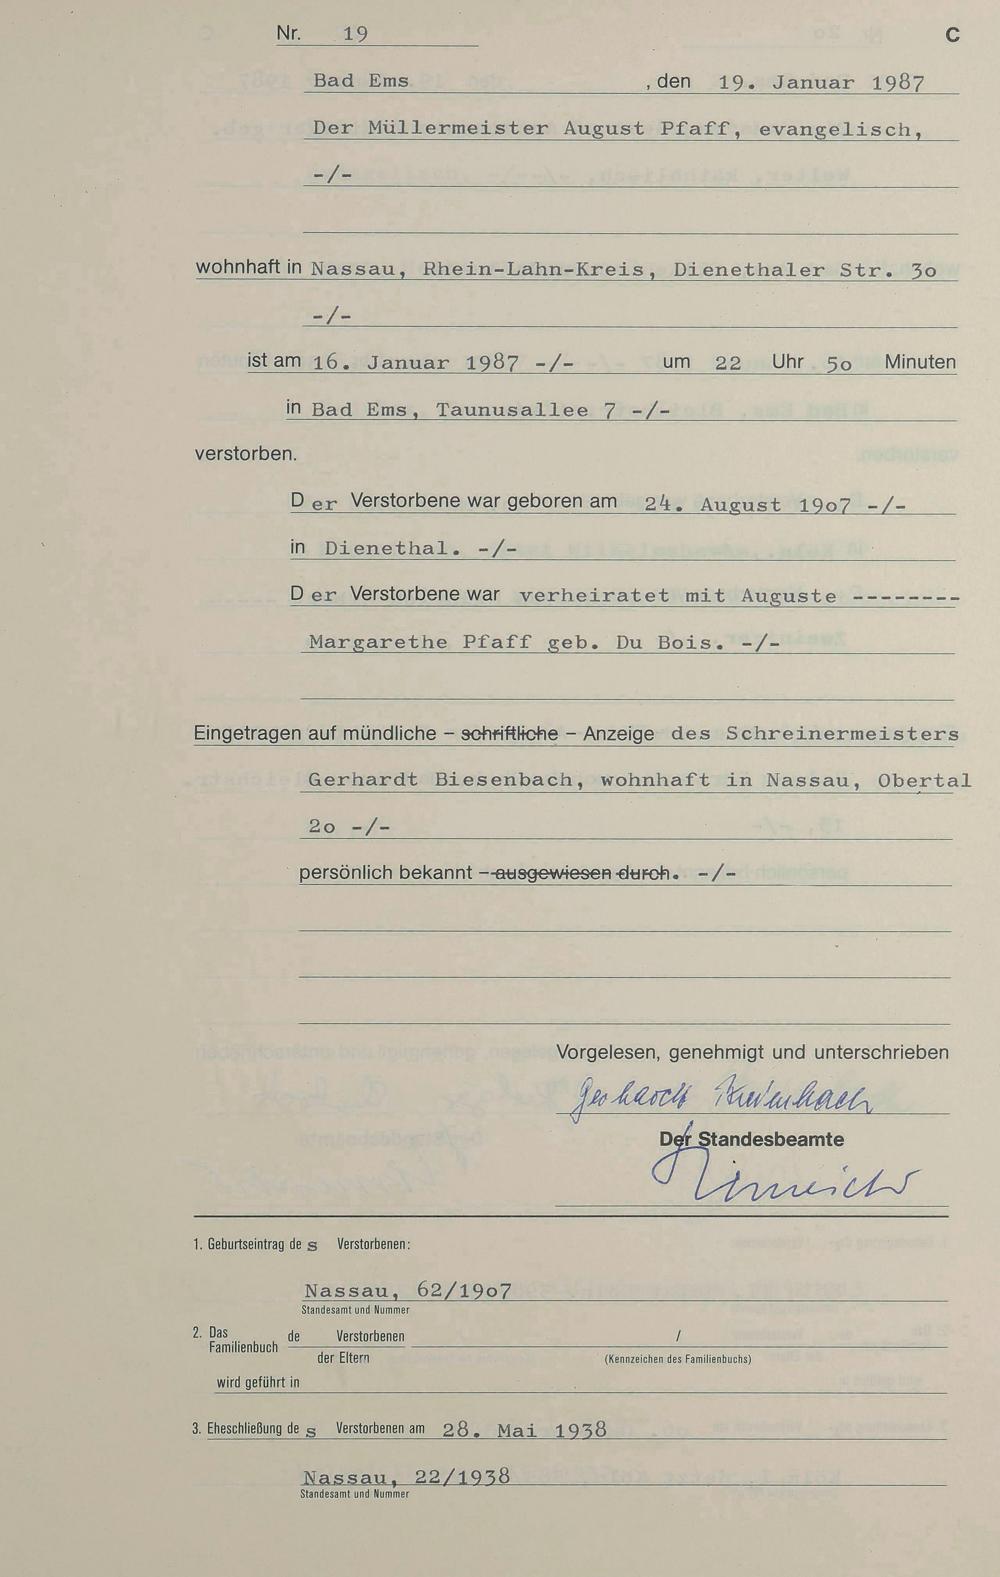 Nr. 19 C
Bad Ems , den 19. Januar 1987
Der Müllermeister August Pfaff, evangelisch,
-/-
wohnhaft in Nassau, Rhein-Lahn-Kreis, Dienethaler Str. 3o
-/-
ist am 16. Januar 1987 -/- um 22 Uhr 5o Minuten
in Bad Ems, Taunusallee 7 -/-
verstorben.
D er Verstorbene war geboren am 24. August 19o7 -/-
in Dienethal. -/-
D er Verstorbene war verheiratet mit Auguste --------
Margarethe Pfaff geb. Du Bois. -/-
Eingetragen auf mündliche – schriftliche – Anzeige des Schreinermeisters
Gerhardt Biesenbach, wohnhaft in Nassau, Obertal
2o -/-
persönlich bekannt – ausgewiesen durch. -/-
Vorgelesen, genehmigt und unterschrieben
Gerhardt Biesenbach
Der Standesbeamte
1. Geburtseintrag de s Verstorbenen:
Nassau, 62/19o7
Standesamt und Nummer
2. Das Familienbuch de Verstorbenen /
der Eltern (Kennzeichen des Familienbuchs)
wird geführt in
3. Eheschließung de s Verstorbenen am 28. Mai 1938
Nassau, 22/1938
Standesamt und Nummer